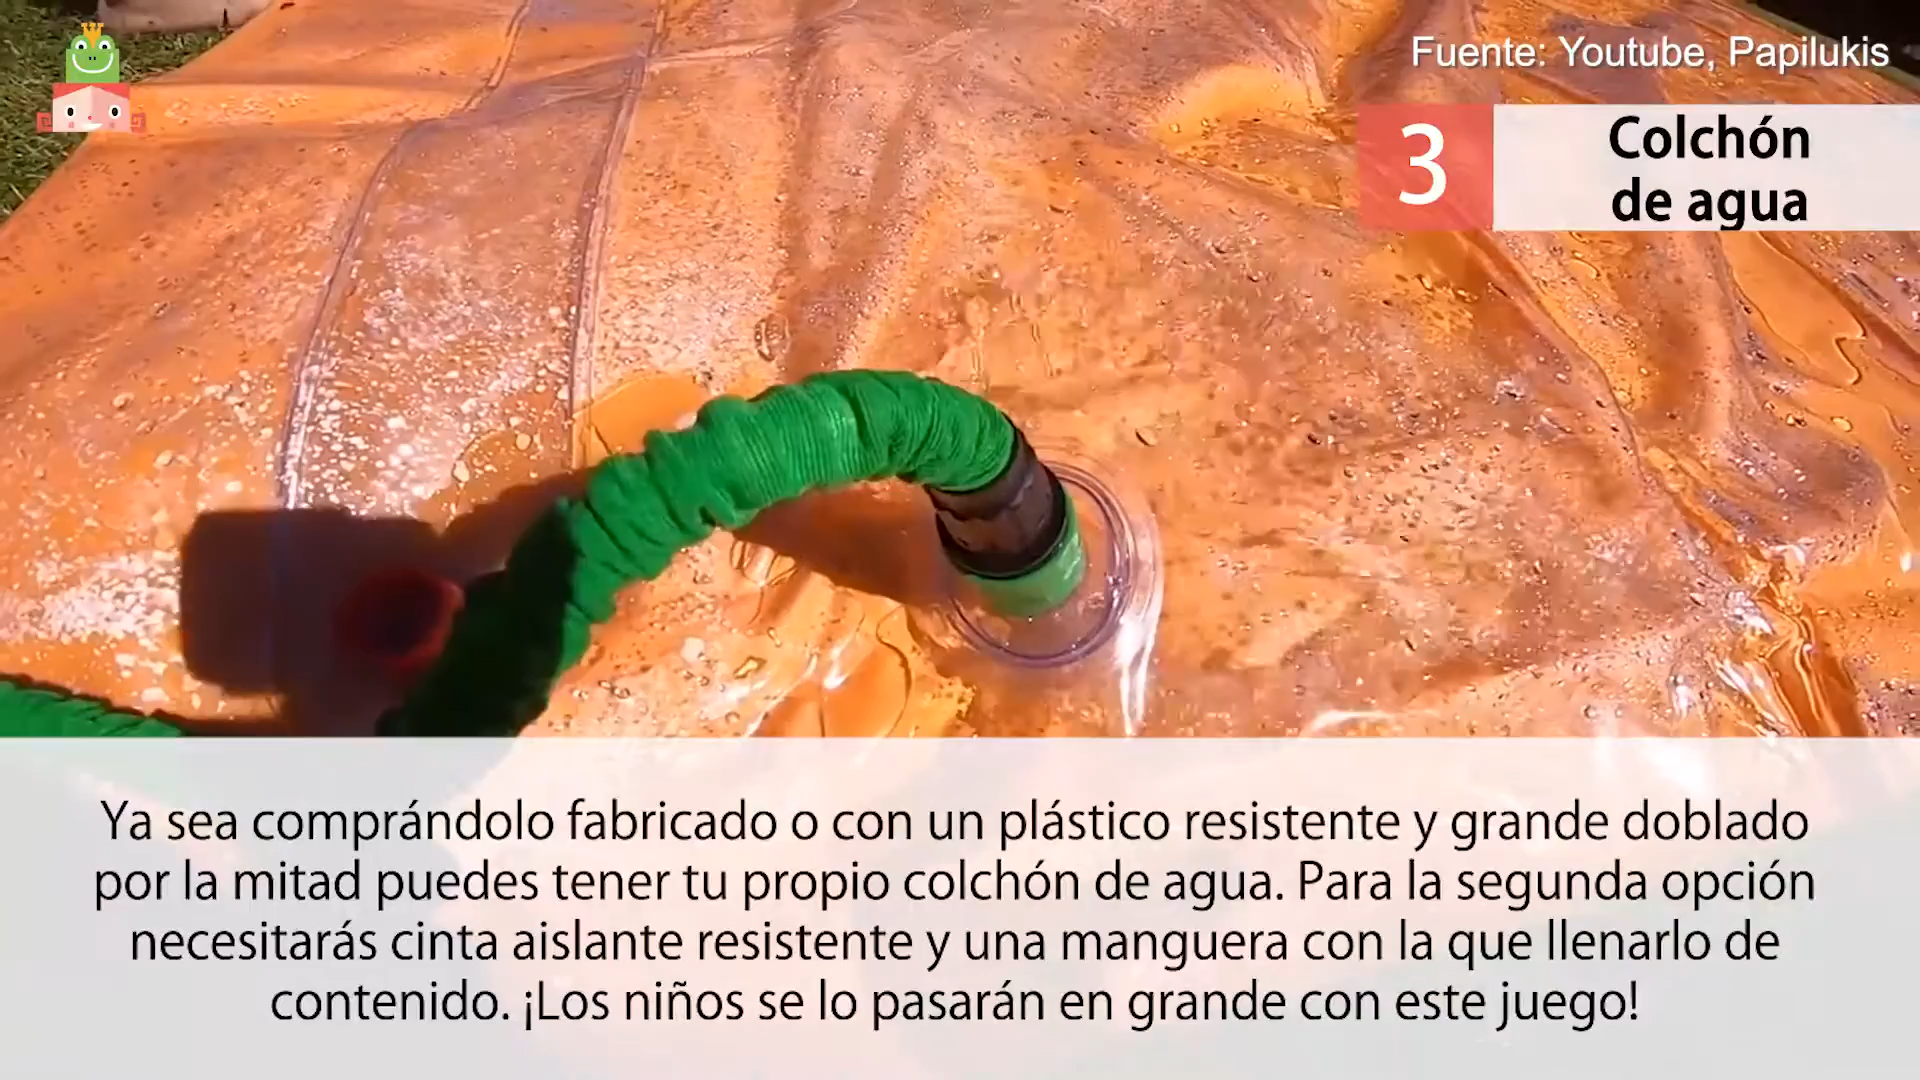 Fuente: Youtube, Papilukis
3
Colchón
de agua
Ya sea comprándolo fabricado o con un plástico resistente y grande doblado
por la mitad puedes tener tu propio colchón de agua. Para la segunda opción
necesitarás cinta aislante resistente y una manguera con la que llenarlo de
contenido. ¡Los niños se lo pasarán en grande con este juego!